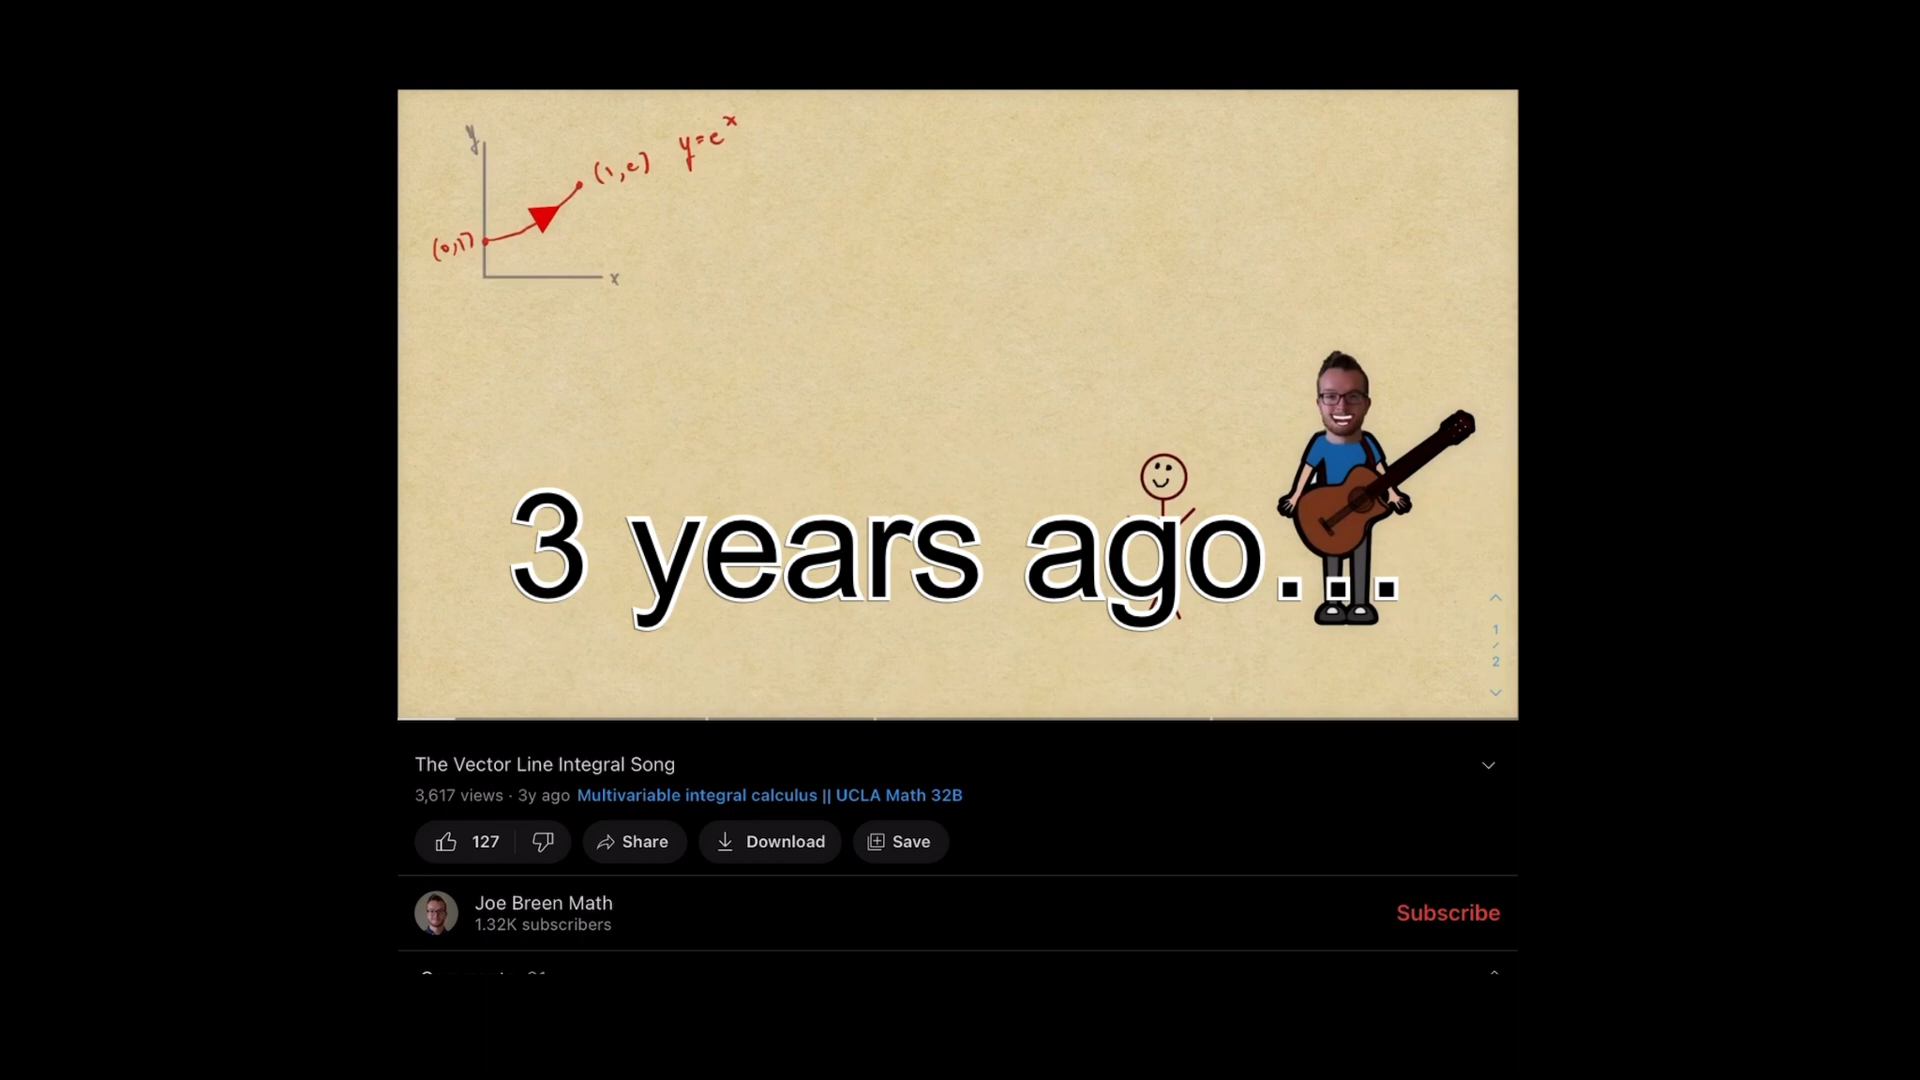 y
(1,e) y=e^x
(0,1)
x
3 years ago...
1
/
2
The Vector Line Integral Song
3,617 views · 3y ago Multivariable integral calculus || UCLA Math 32B
127 Share Download Save
Joe Breen Math
1.32K subscribers
Subscribe